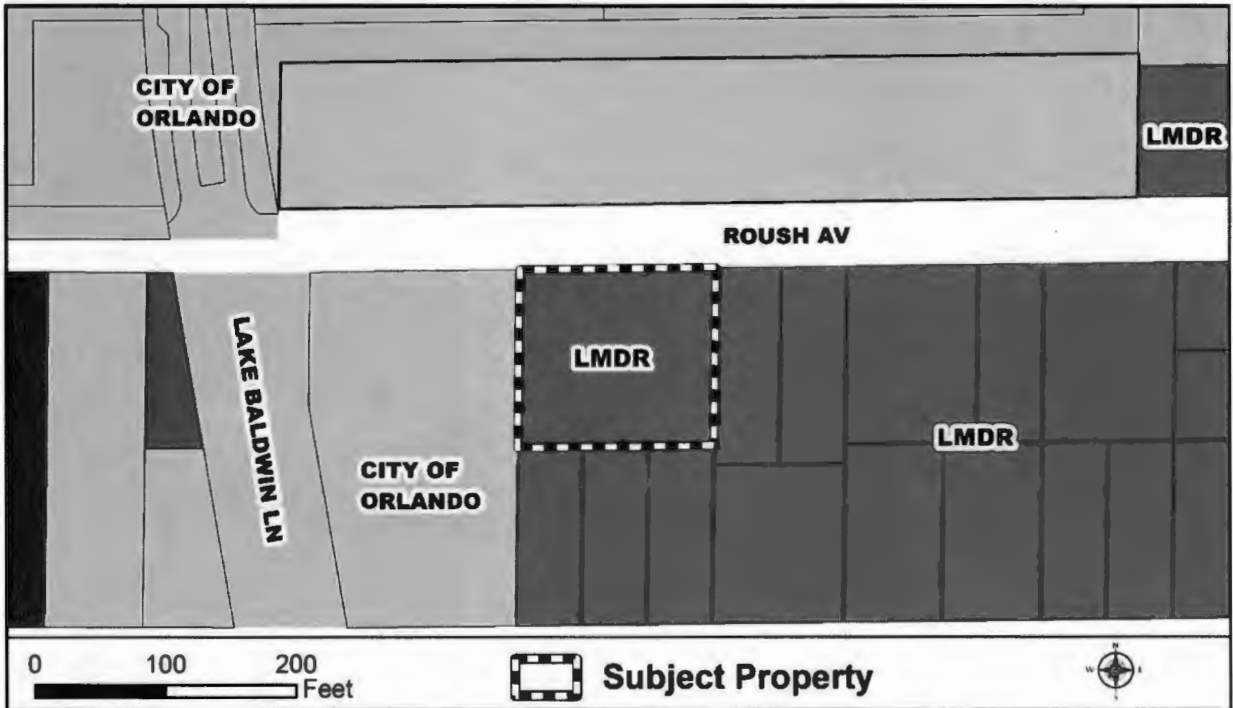 CITY OF
ORLANDO
LMDR
ROUSH AV
LAKE BALDWIN LN
LMDR
LMDR
CITY OF
ORLANDO
0 100 200
Feet
Subject Property
N
W E
S